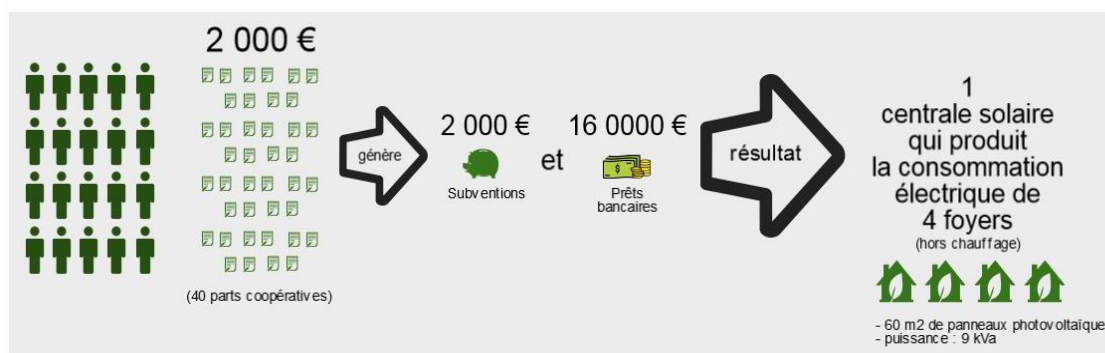 2 000 €
(40 parts coopératives)
génère
2 000 €
Subventions
et
16 0000 €
Prêts
bancaires
résultat
1
centrale solaire
qui produit
la consommation
électrique de
4 foyers
(hors chauffage)
- 60 m2 de panneaux photovoltaïque
- puissance : 9 kVa